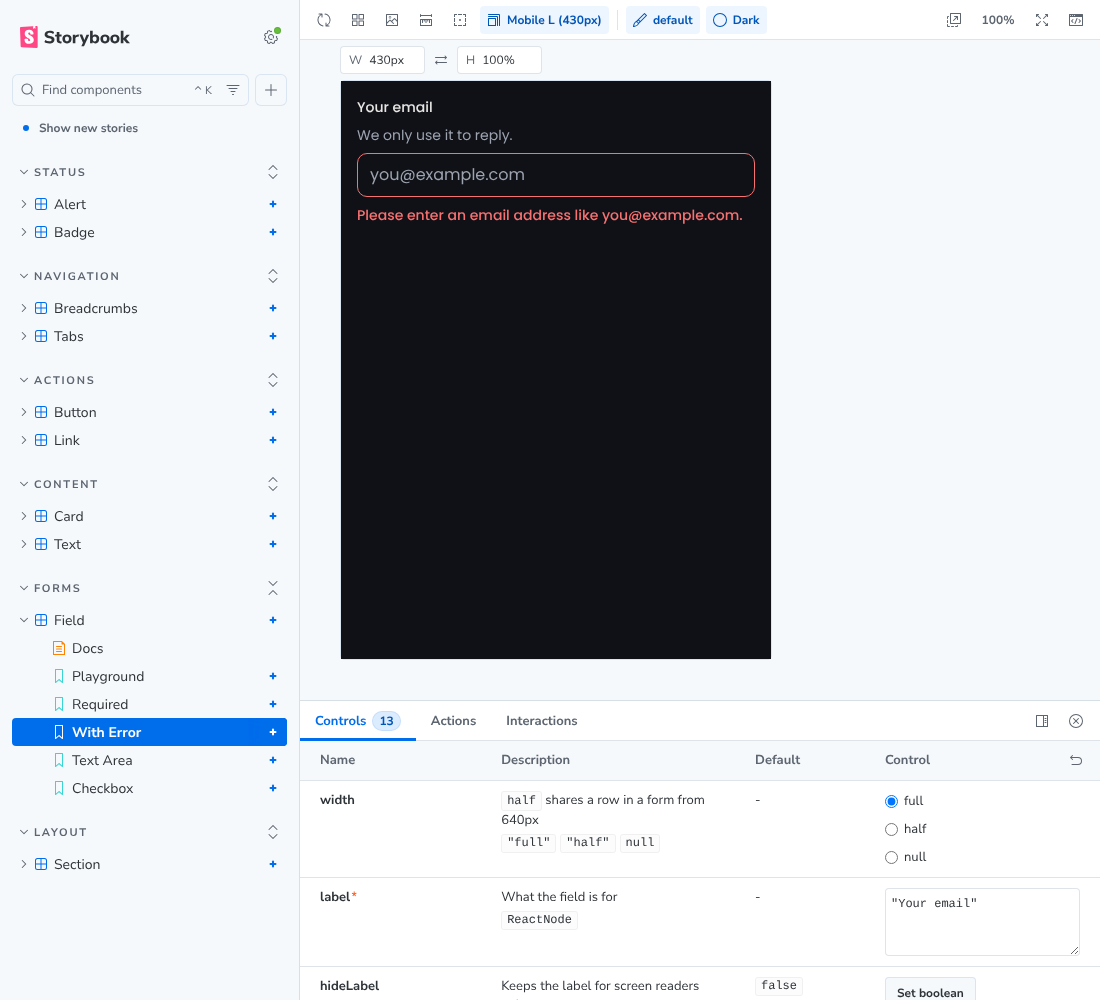 Storybook
Find components
^ K
Show new stories
STATUS
Alert
Badge
NAVIGATION
Breadcrumbs
Tabs
ACTIONS
Button
Link
CONTENT
Card
Text
FORMS
Field
Docs
Playground
Required
With Error
Text Area
Checkbox
LAYOUT
Section
Mobile L (430px)
default
Dark
100%
W 430px
H 100%
Your email
We only use it to reply.
you@example.com
Please enter an email address like you@example.com.
Controls 13
Actions
Interactions
Name Description Default Control
width
half shares a row in a form from
640px
"full" "half" null
-
full
half
null
label*
What the field is for
ReactNode
-
"Your email"
hideLabel
Keeps the label for screen readers
false
Set boolean